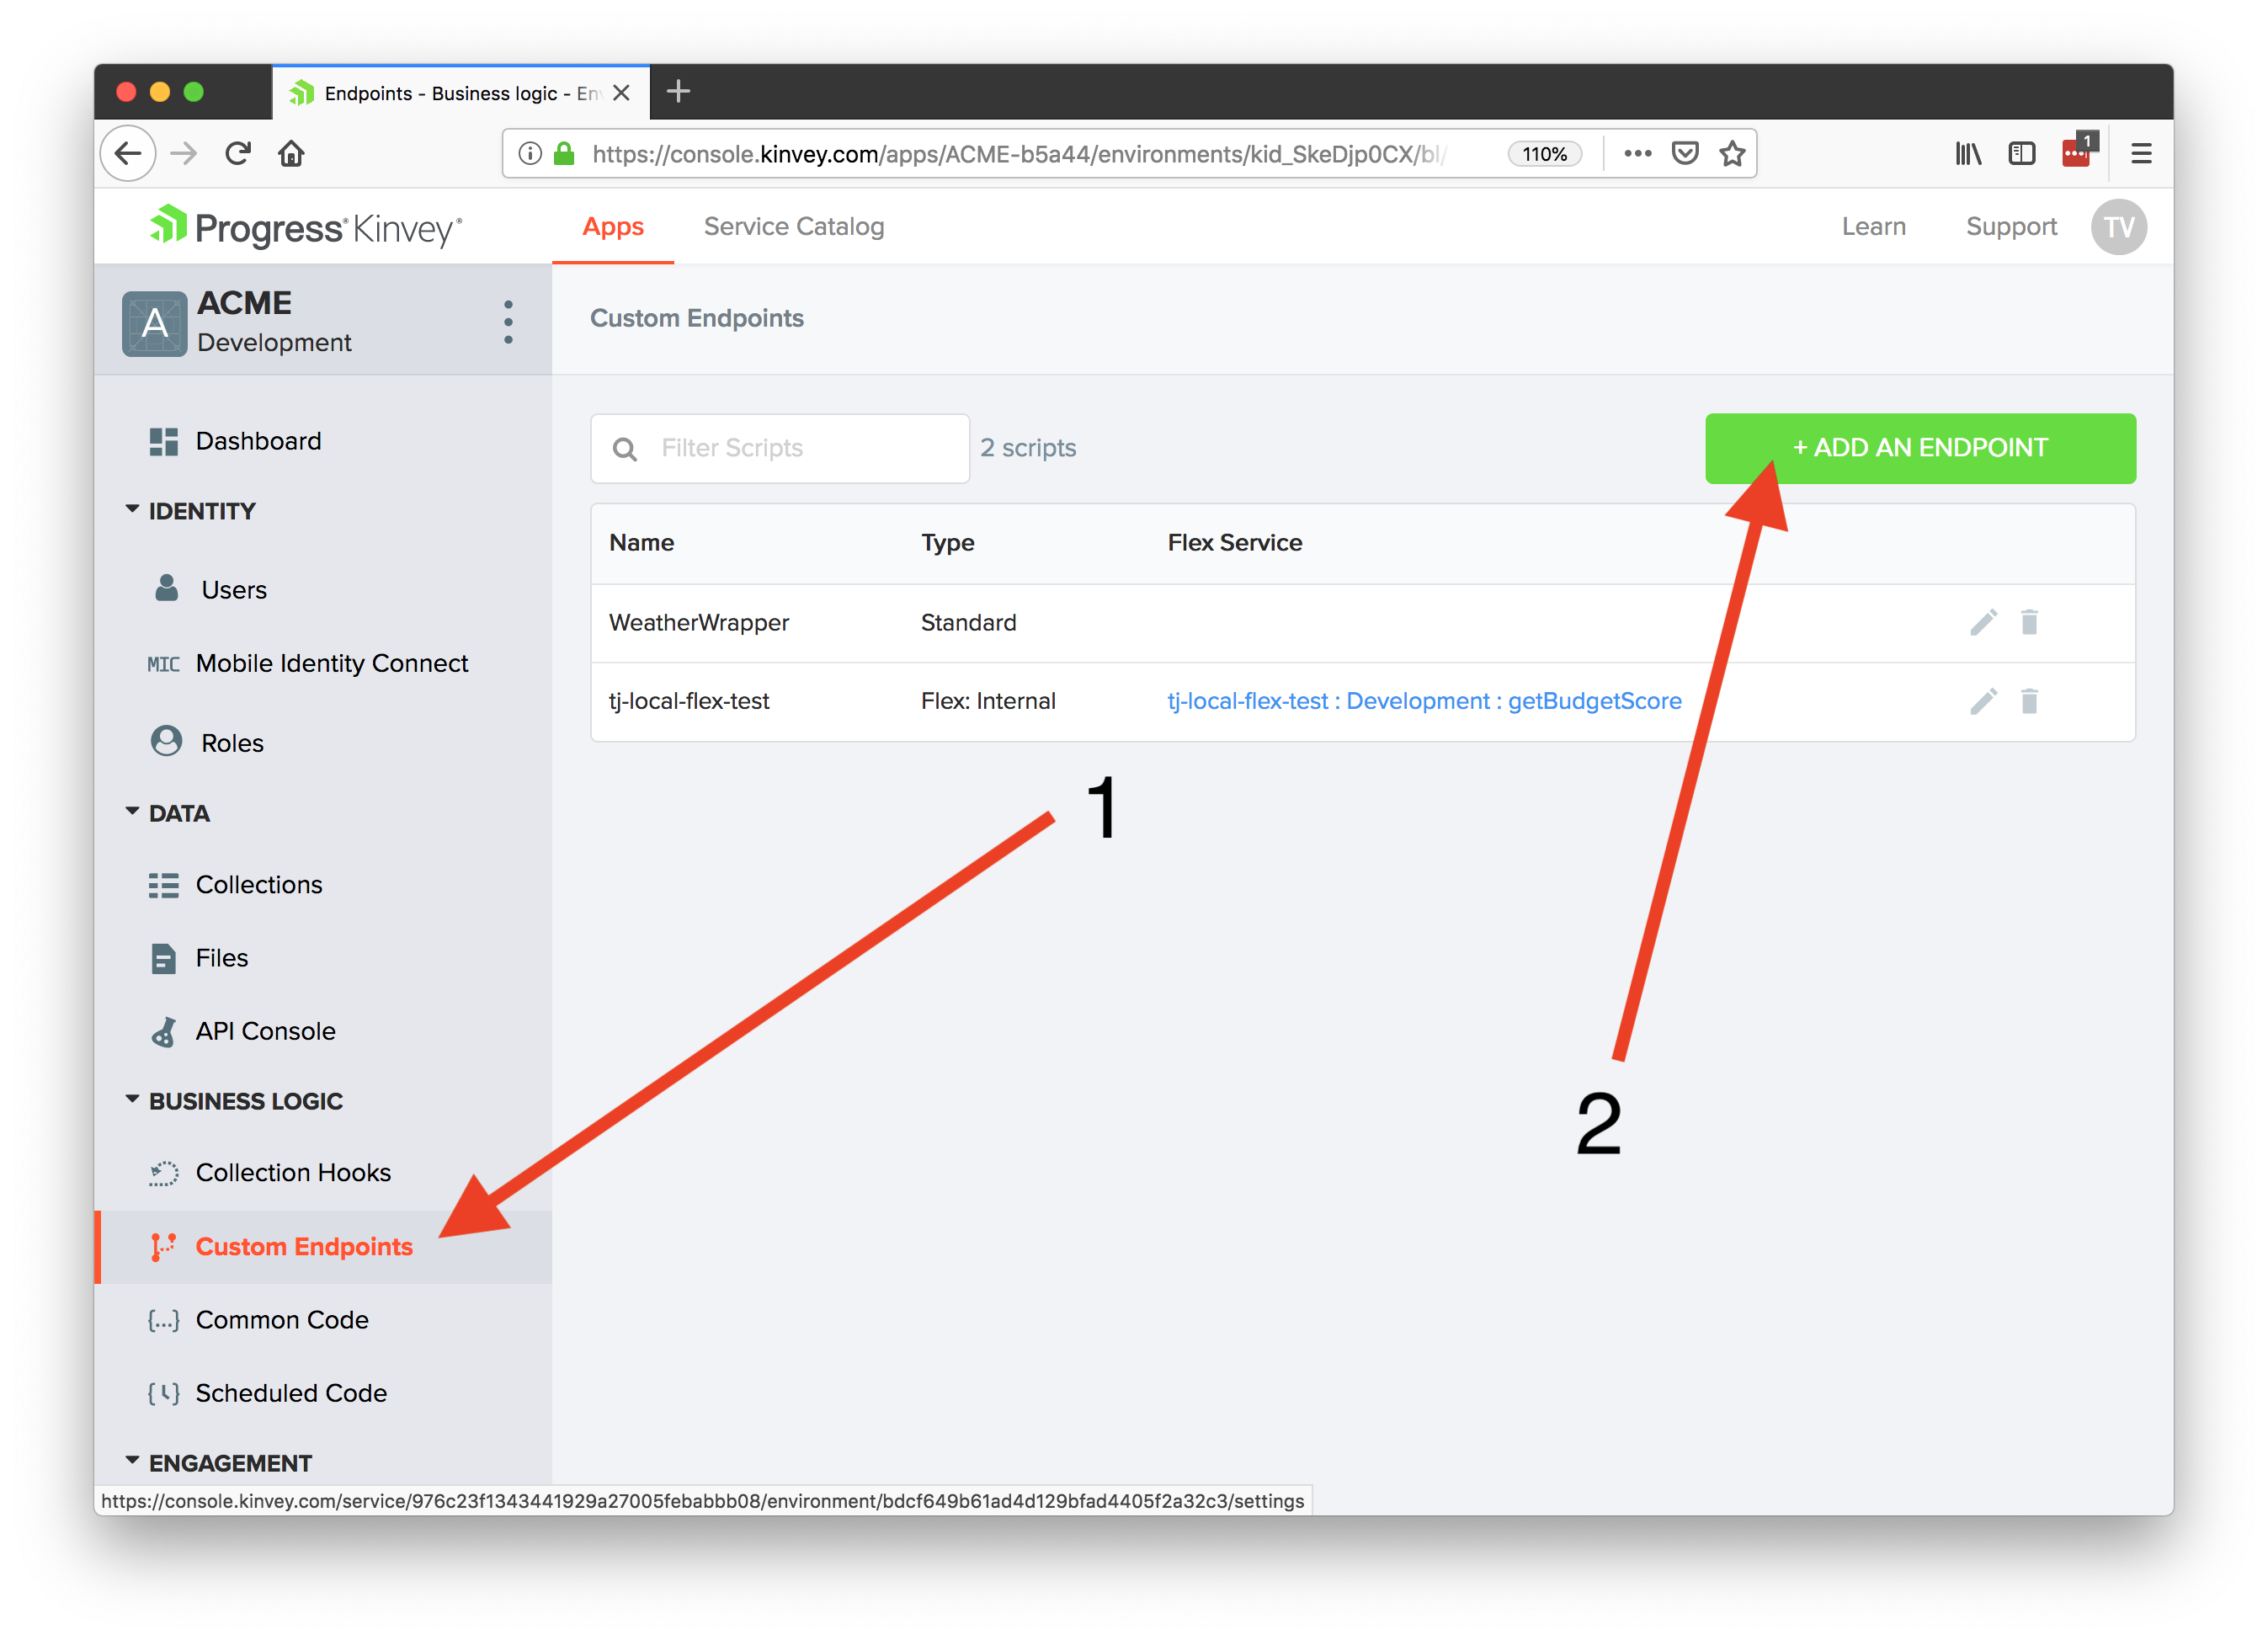 Endpoints - Business logic - En
https://console.kinvey.com/apps/ACME-b5a44/environments/kid_SkeDjp0CX/bl/
110%
1
Progress® Kinvey®
Apps
Service Catalog
Learn
Support
TV
A
ACME
Development
Custom Endpoints
Dashboard
IDENTITY
Users
MIC Mobile Identity Connect
Roles
DATA
Collections
Files
API Console
BUSINESS LOGIC
Collection Hooks
Custom Endpoints
{...} Common Code
Scheduled Code
ENGAGEMENT
Filter Scripts
2 scripts
+ ADD AN ENDPOINT
Name Type Flex Service
WeatherWrapper Standard
tj-local-flex-test Flex: Internal tj-local-flex-test : Development : getBudgetScore
1
2
https://console.kinvey.com/service/976c23f1343441929a27005febabbb08/environment/bdcf649b61ad4d129bfad4405f2a32c3/settings